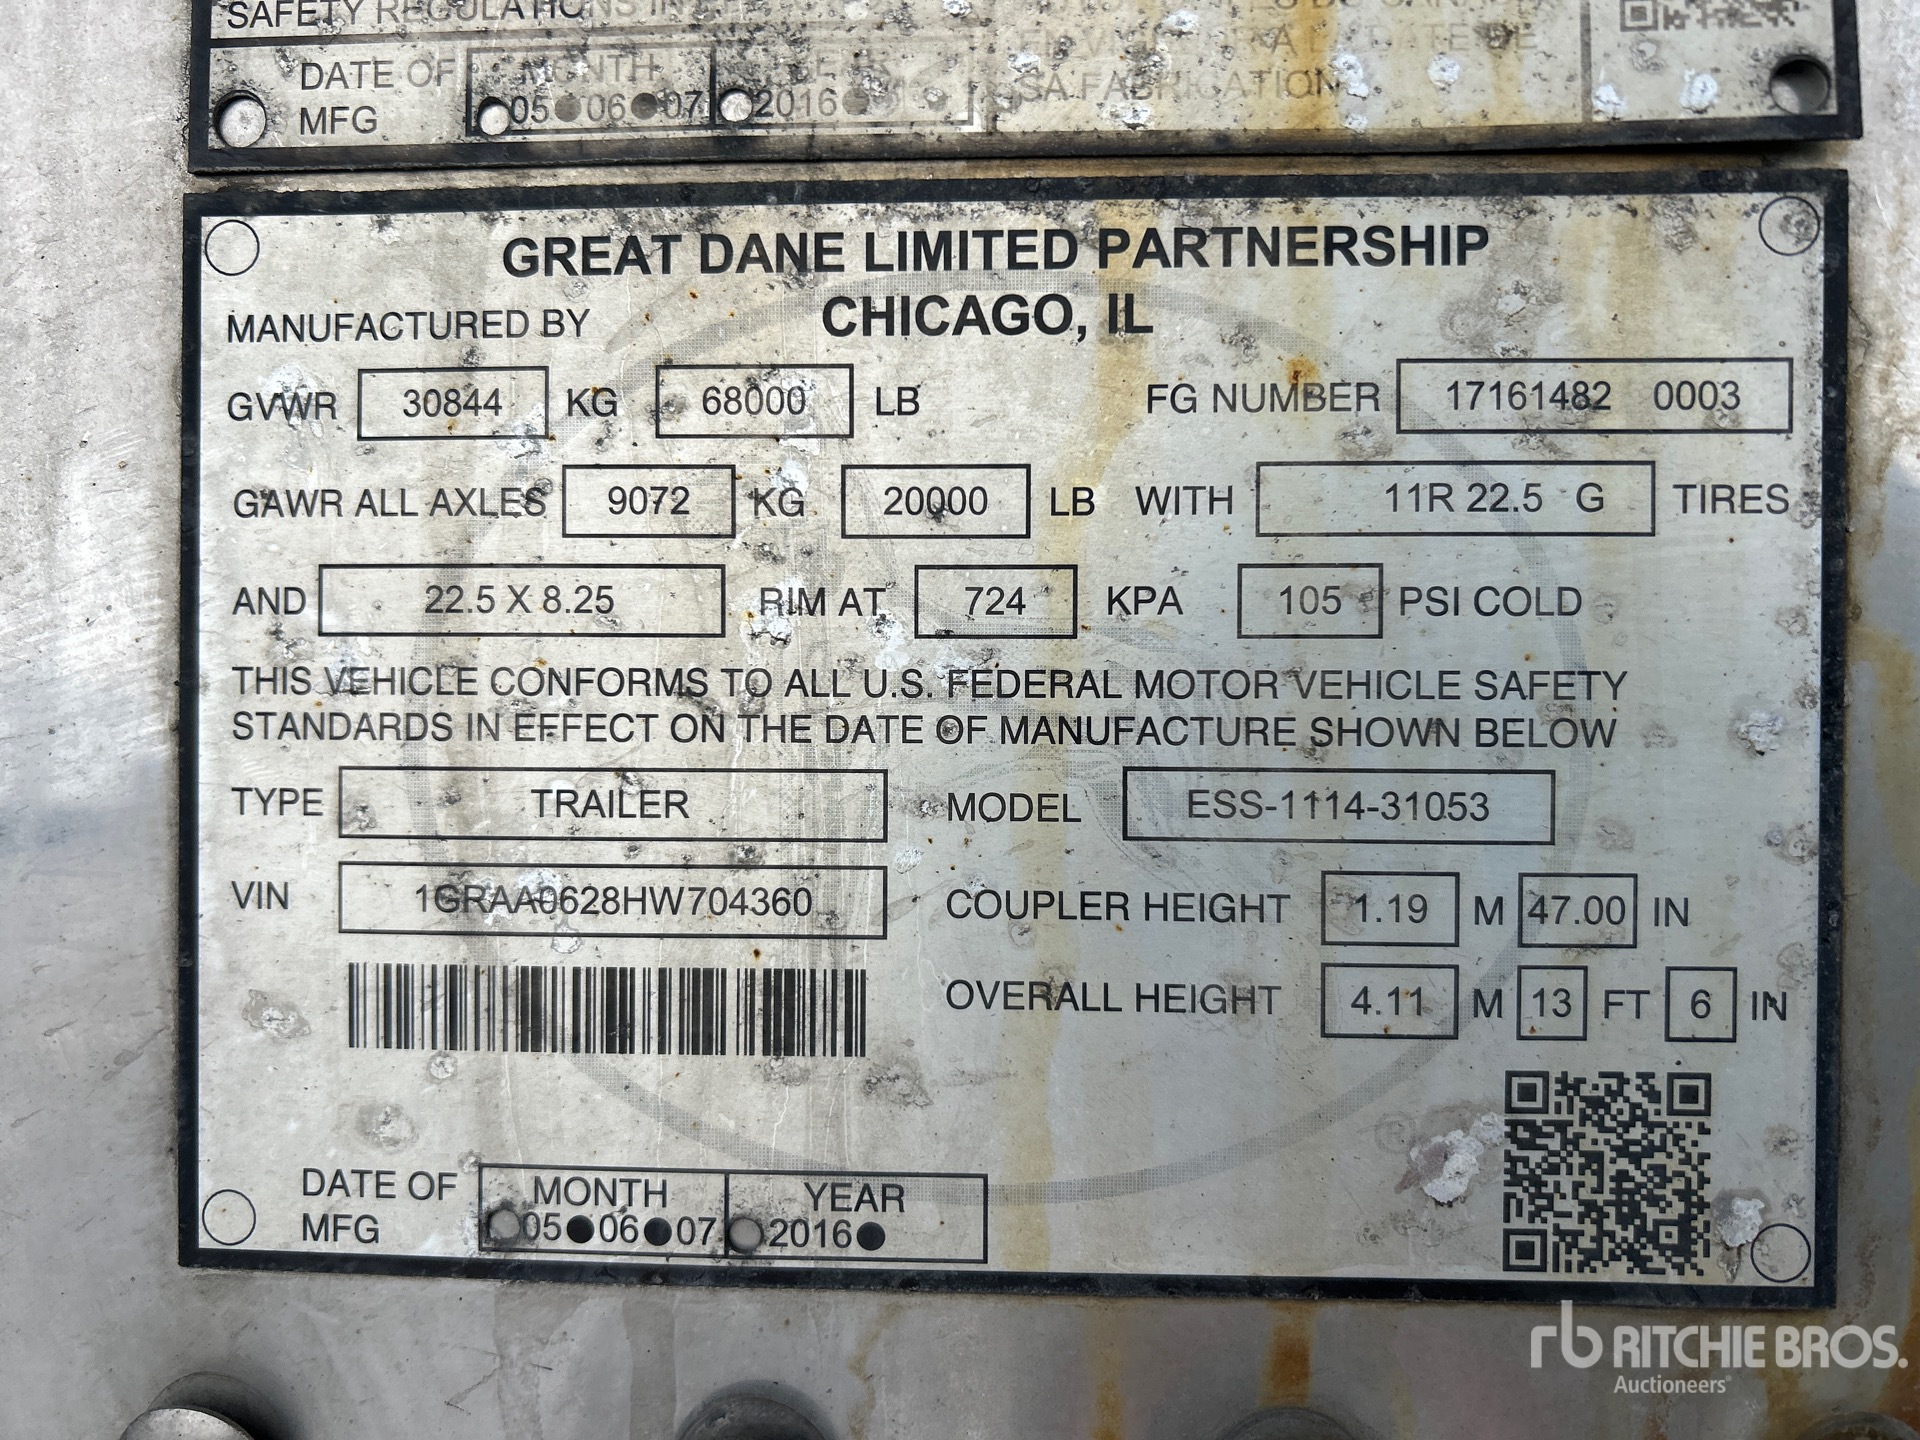 SAFETY REGULATIONS IN
DATE OF MFG
MONTH
05 06 07 2016
SA FABRICATION
GREAT DANE LIMITED PARTNERSHIP
MANUFACTURED BY CHICAGO, IL
GVWR 30844 KG 68000 LB FG NUMBER 17161482 0003
GAWR ALL AXLES 9072 KG 20000 LB WITH 11R 22.5 G TIRES
AND 22.5 X 8.25 RIM AT 724 KPA 105 PSI COLD
THIS VEHICLE CONFORMS TO ALL U.S. FEDERAL MOTOR VEHICLE SAFETY
STANDARDS IN EFFECT ON THE DATE OF MANUFACTURE SHOWN BELOW
TYPE TRAILER MODEL ESS-1114-31053
VIN 1GRAA0628HW704360 COUPLER HEIGHT 1.19 M 47.00 IN
OVERALL HEIGHT 4.11 M 13 FT 6 IN
DATE OF MONTH YEAR
MFG 05●06●07 2016●
rb RITCHIE BROS.
Auctioneers